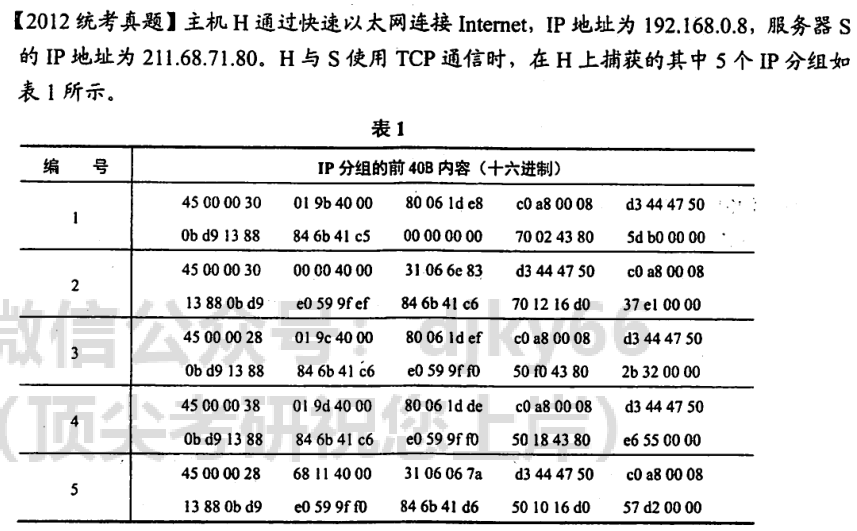 【2012 统考真题】主机 H 通过快速以太网连接 Internet，IP 地址为 192.168.0.8，服务器 S
的 IP 地址为 211.68.71.80。H 与 S 使用 TCP 通信时，在 H 上捕获的其中 5 个 IP 分组如
表 1 所示。
表 1
编 号 IP 分组的前 40B 内容（十六进制）
1
45 00 00 30 01 9b 40 00 80 06 1d e8 c0 a8 00 08 d3 44 47 50
0b d9 13 88 84 6b 41 c5 00 00 00 00 70 02 43 80 5d b0 00 00
2
45 00 00 30 00 00 40 00 31 06 6e 83 d3 44 47 50 c0 a8 00 08
13 88 0b d9 e0 59 9f ef 84 6b 41 c6 70 12 16 d0 37 e1 00 00
3
45 00 00 28 01 9c 40 00 80 06 1d ef c0 a8 00 08 d3 44 47 50
0b d9 13 88 84 6b 41 c6 e0 59 9f f0 50 f0 43 80 2b 32 00 00
4
45 00 00 38 01 9d 40 00 80 06 1d de c0 a8 00 08 d3 44 47 50
0b d9 13 88 84 6b 41 c6 e0 59 9f f0 50 18 43 80 e6 55 00 00
5
45 00 00 28 68 11 40 00 31 06 06 7a d3 44 47 50 c0 a8 00 08
13 88 0b d9 e0 59 9f f0 84 6b 41 d6 50 10 16 d0 57 d2 00 00
微信公众号：djky66
（顶尖考研祝您上岸）